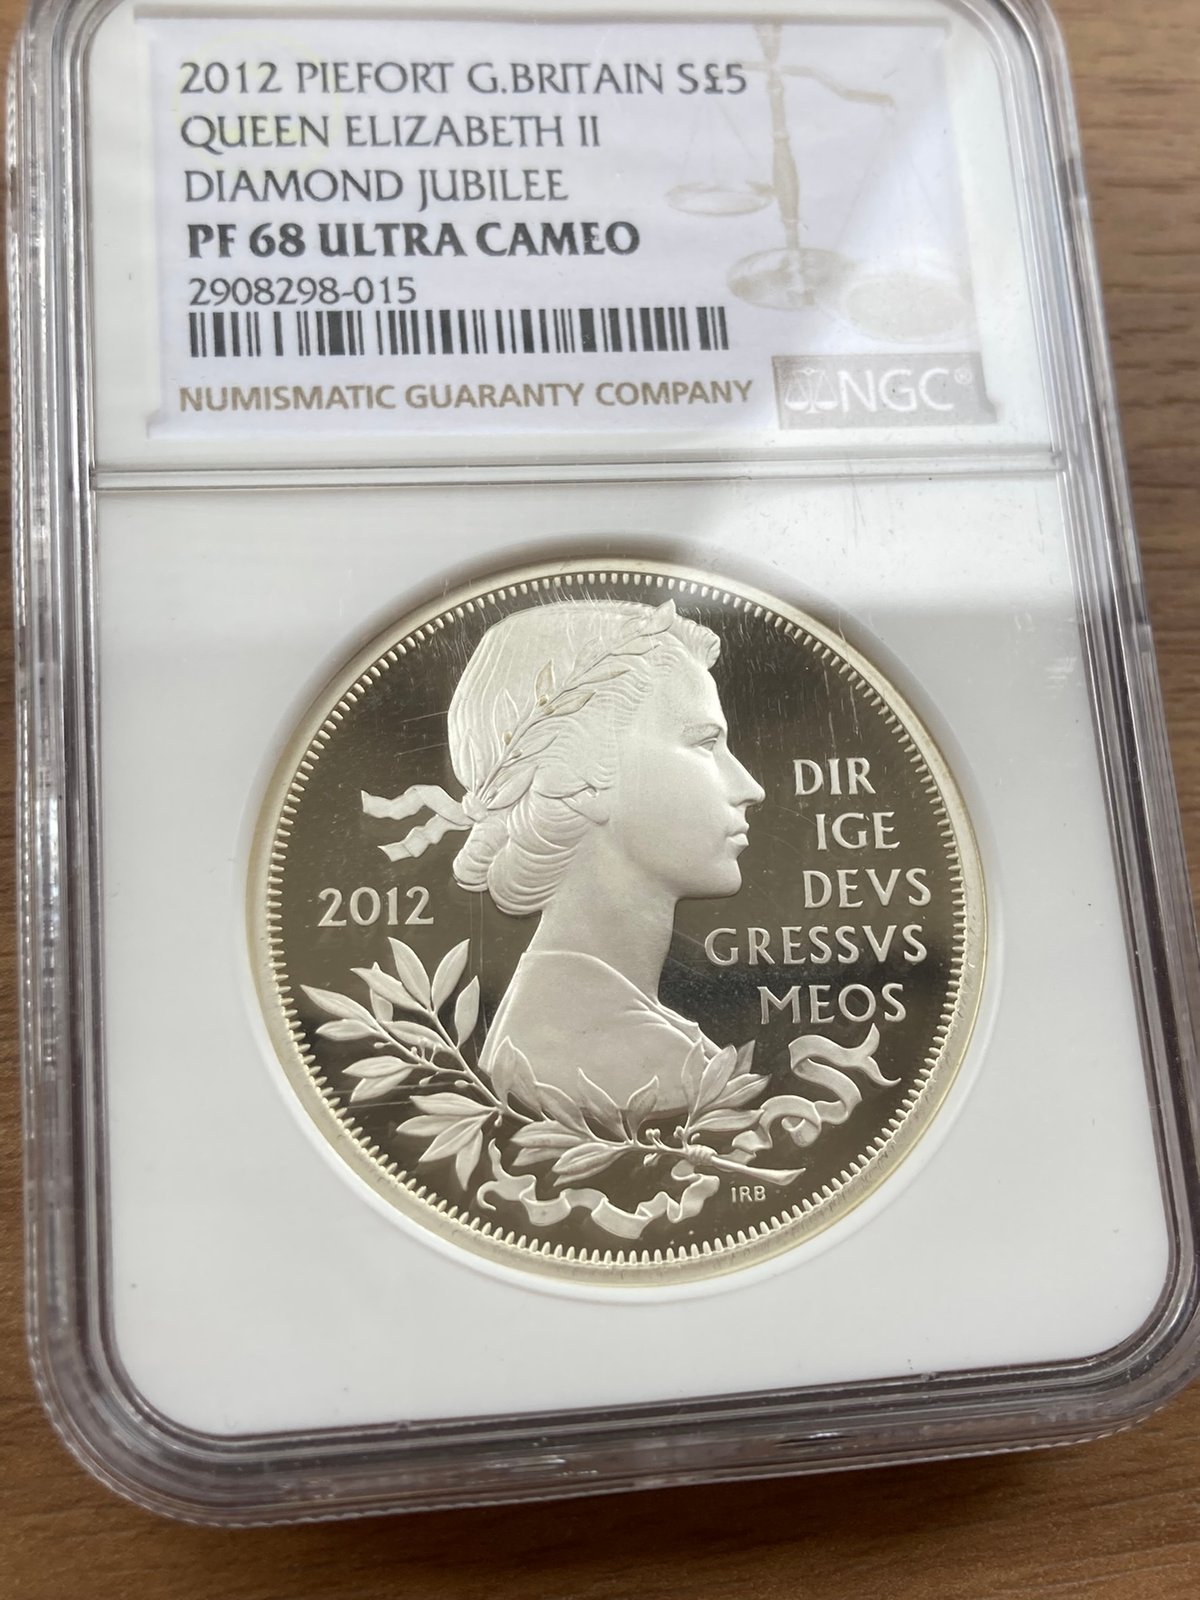 2012 PIEFORT G.BRITAIN S£5
QUEEN ELIZABETH II
DIAMOND JUBILEE
PF 68 ULTRA CAMEO
2908298-015
NUMISMATIC GUARANTY COMPANY
NGC®
DIR
IGE
DEVS
GRESSVS
MEOS
2012
IRB